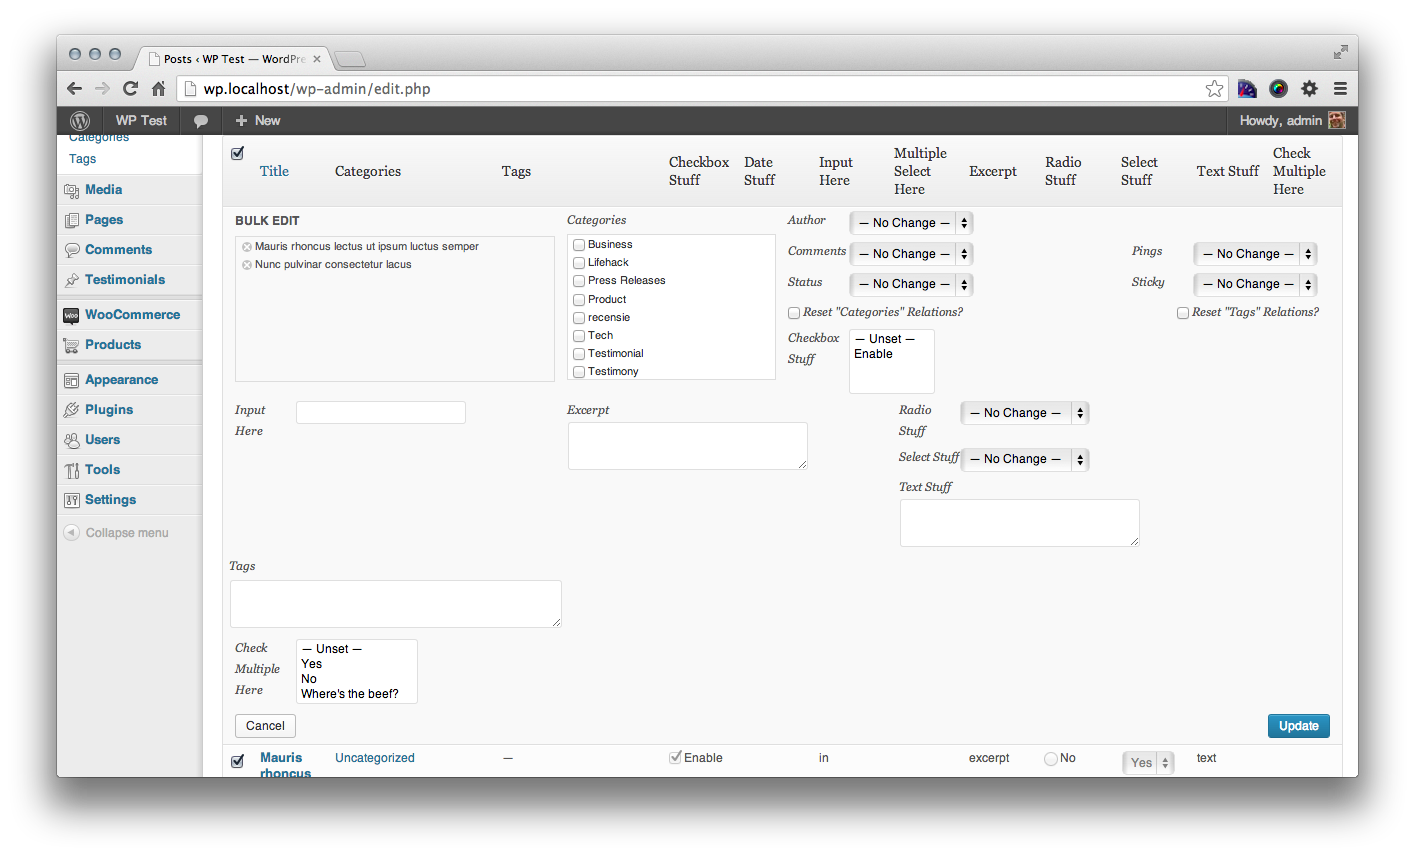 Posts ‹ WP Test — WordPre
wp.localhost/wp-admin/edit.php
WP Test
New
Howdy, admin
Categories
Tags
Media
Pages
Comments
Testimonials
WooCommerce
Products
Appearance
Plugins
Users
Tools
Settings
Collapse menu
Title
Categories
Tags
Checkbox
Stuff
Date
Stuff
Input
Here
Multiple
Select
Here
Excerpt
Radio
Stuff
Select
Stuff
Text Stuff
Check
Multiple
Here
BULK EDIT
Mauris rhoncus lectus ut ipsum luctus semper
Nunc pulvinar consectetur lacus
Categories
Business
Lifehack
Press Releases
Product
recensie
Tech
Testimonial
Testimony
Author — No Change —
Comments — No Change —
Pings — No Change —
Status — No Change —
Sticky — No Change —
Reset "Categories" Relations?
Reset "Tags" Relations?
Checkbox
Stuff
— Unset —
Enable
Input
Here
Excerpt
Radio
Stuff
— No Change —
Select Stuff — No Change —
Text Stuff
Tags
Check
Multiple
Here
— Unset —
Yes
No
Where's the beef?
Cancel
Update
Mauris
rhoncus
Uncategorized
—
Enable
in
excerpt
No
Yes
text